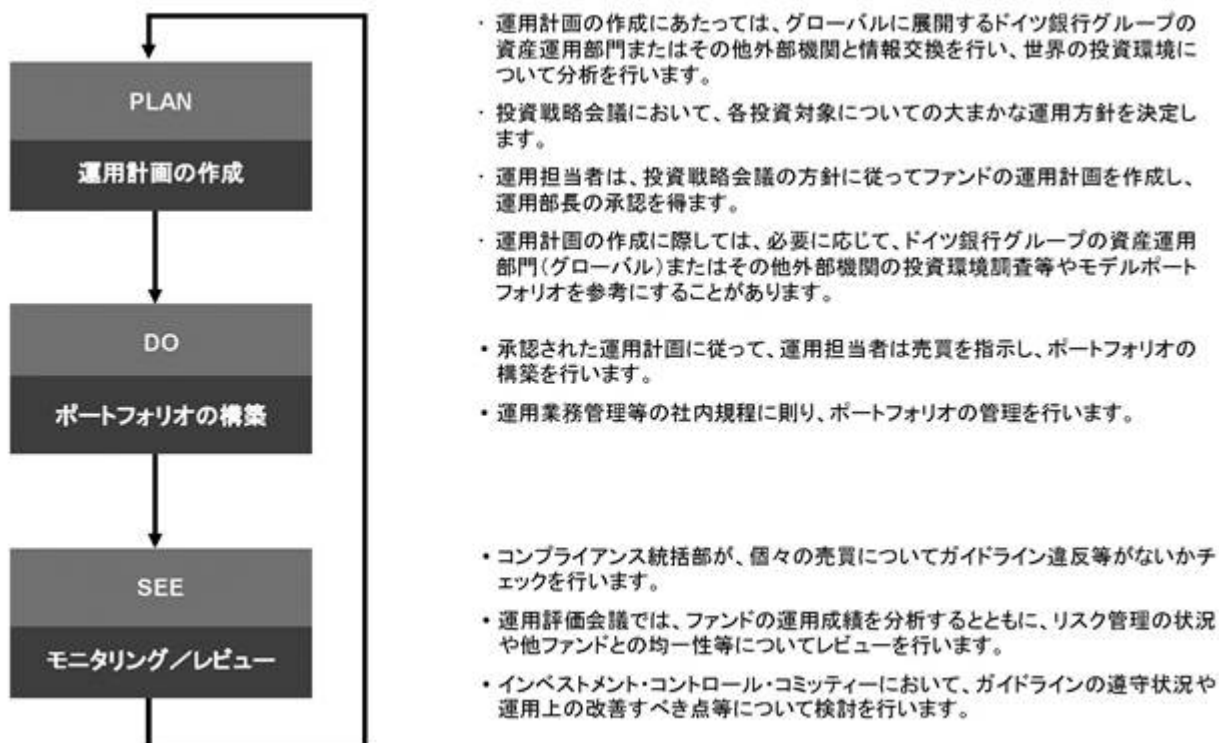 PLAN
運用計画の作成
・ 運用計画の作成にあたっては、グローバルに展開するドイツ銀行グループの
資産運用部門またはその他外部機関と情報交換を行い、世界の投資環境に
ついて分析を行います。
・ 投資戦略会議において、各投資対象についての大まかな運用方針を決定し
ます。
・ 運用担当者は、投資戦略会議の方針に従ってファンドの運用計画を作成し、
運用部長の承認を得ます。
・ 運用計画の作成に際しては、必要に応じて、ドイツ銀行グループの資産運用
部門(グローバル)またはその他外部機関の投資環境調査等やモデルポート
フォリオを参考にすることがあります。
DO
ポートフォリオの構築
• 承認された運用計画に従って、運用担当者は売買を指示し、ポートフォリオの
構築を行います。
• 運用業務管理等の社内規程に則り、ポートフォリオの管理を行います。
SEE
モニタリング／レビュー
• コンプライアンス統括部が、個々の売買についてガイドライン違反等がないかチ
ェックを行います。
• 運用評価会議では、ファンドの運用成績を分析するとともに、リスク管理の状況
や他ファンドとの均一性等についてレビューを行います。
• インベストメント・コントロール・コミッティーにおいて、ガイドラインの遵守状況や
運用上の改善すべき点等について検討を行います。